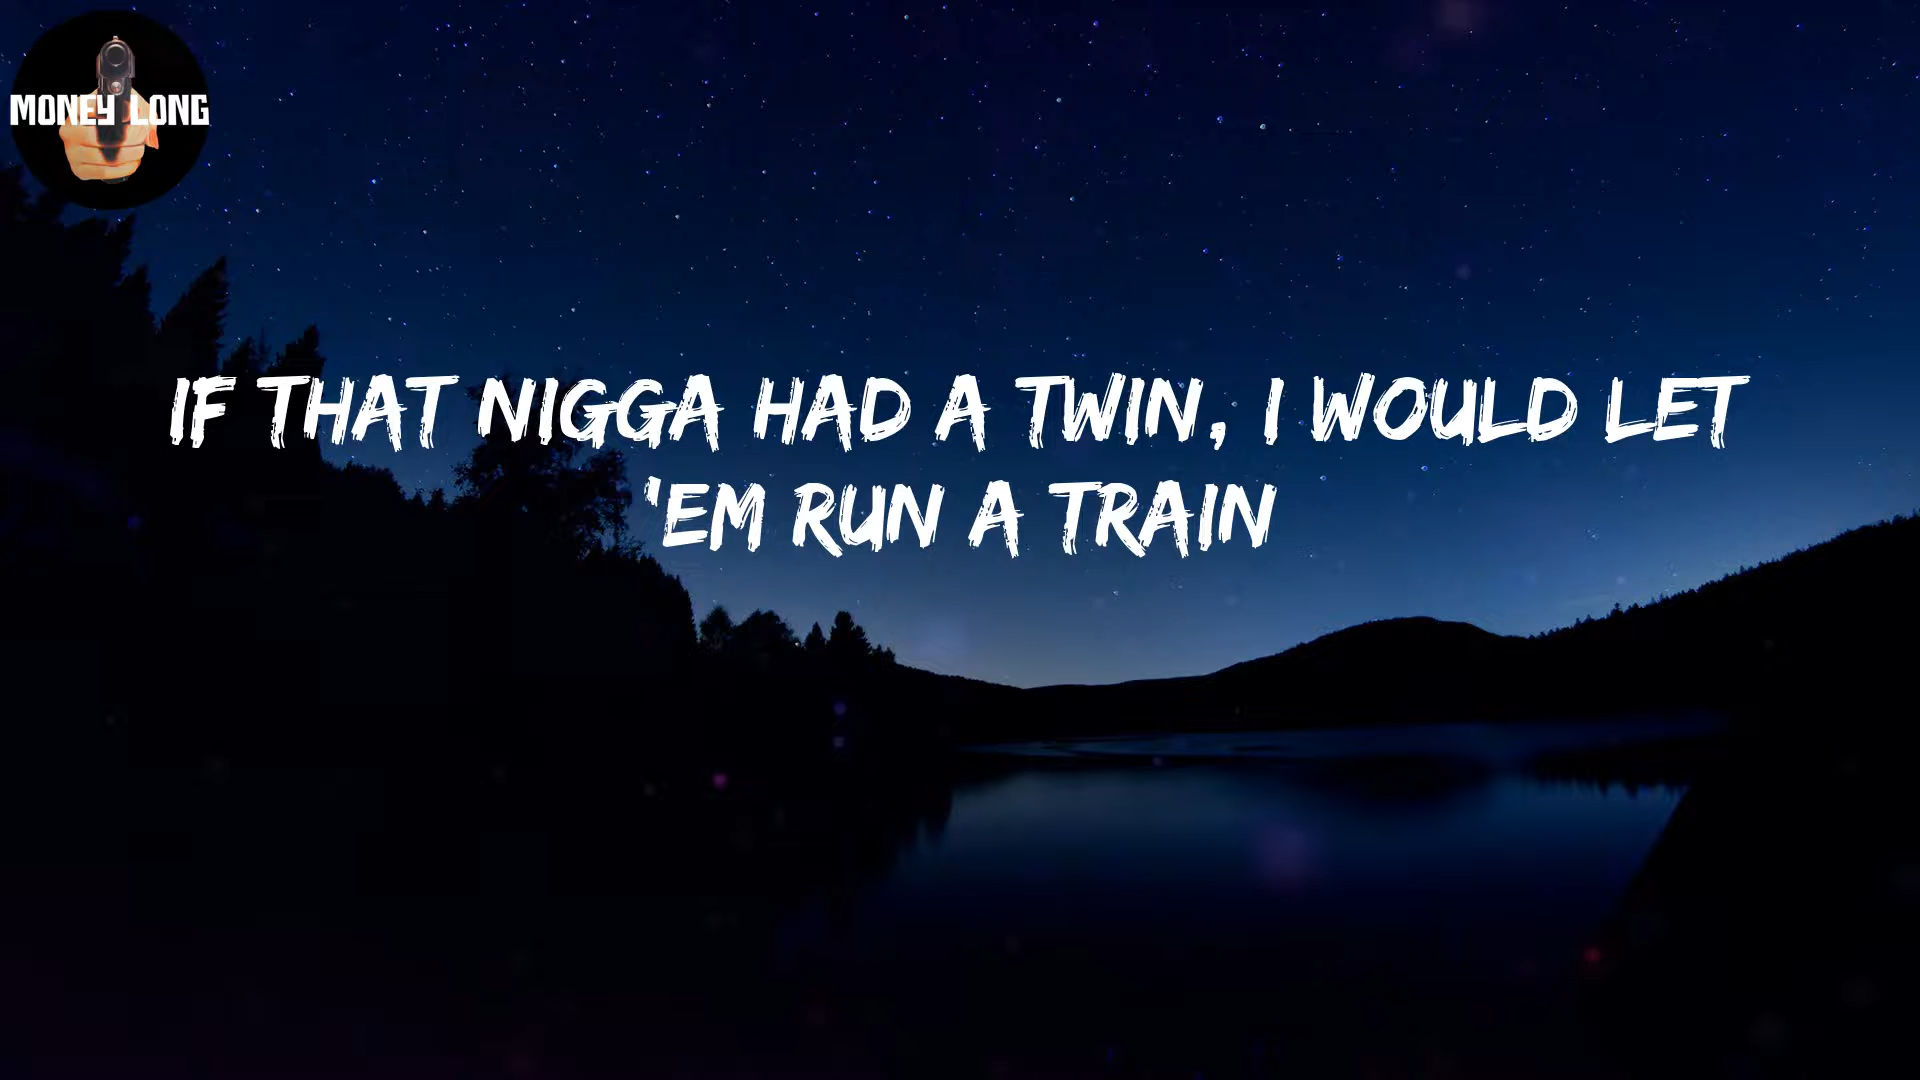 MONEY LONG
IF THAT NIGGA HAD A TWIN, I WOULD LET
'EM RUN A TRAIN